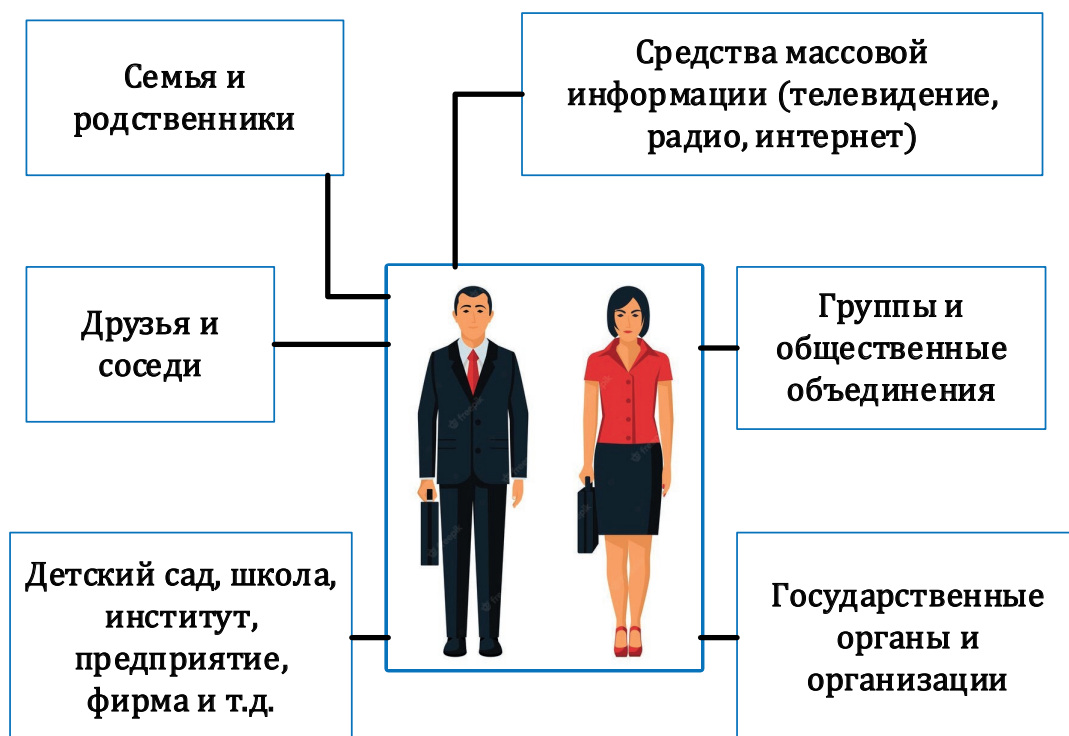 Семья и
родственники
Средства массовой
информации (телевидение,
радио, интернет)
Друзья и
соседи
Группы и
общественные
объединения
Детский сад, школа,
институт,
предприятие,
фирма и т.д.
Государственные
органы и
организации